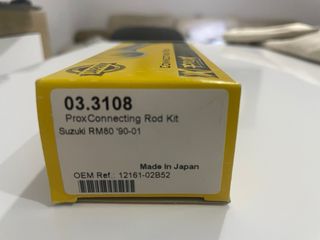 03.3108
ProxConnecting Rod Kit
Suzuki RM80 '90-01
Made In Japan
OEM Ref.: 12161-02B52